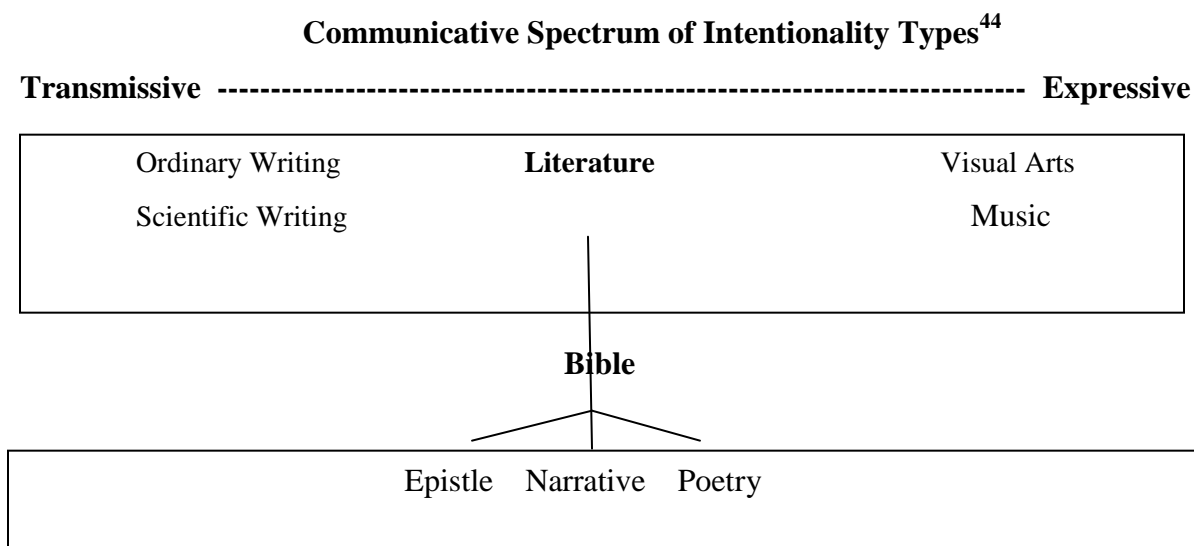 Communicative Spectrum of Intentionality Types44
Transmissive ---------------------------------------------------------------------------- Expressive
Ordinary Writing Literature Visual Arts
Scientific Writing Music
Bible
Epistle Narrative Poetry